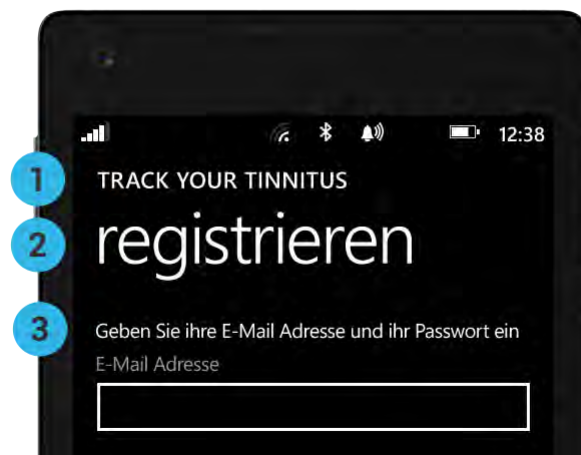 12:38
1 TRACK YOUR TINNITUS
2 registrieren
3 Geben Sie ihre E-Mail Adresse und ihr Passwort ein
E-Mail Adresse